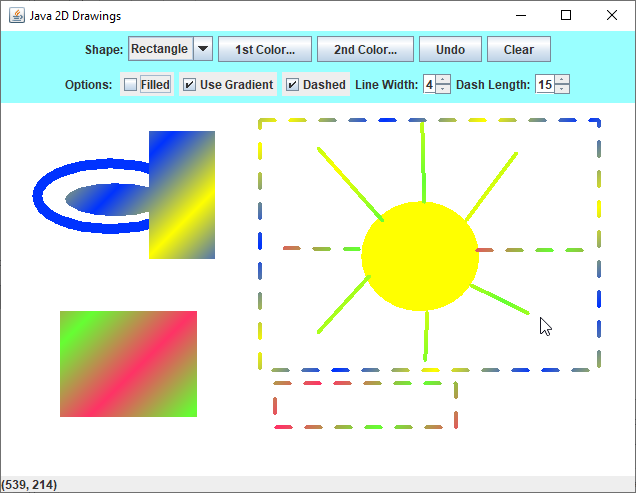 Java 2D Drawings
Shape: Rectangle 1st Color... 2nd Color... Undo Clear
Options: Filled Use Gradient Dashed Line Width: 4 Dash Length: 15
(539, 214)